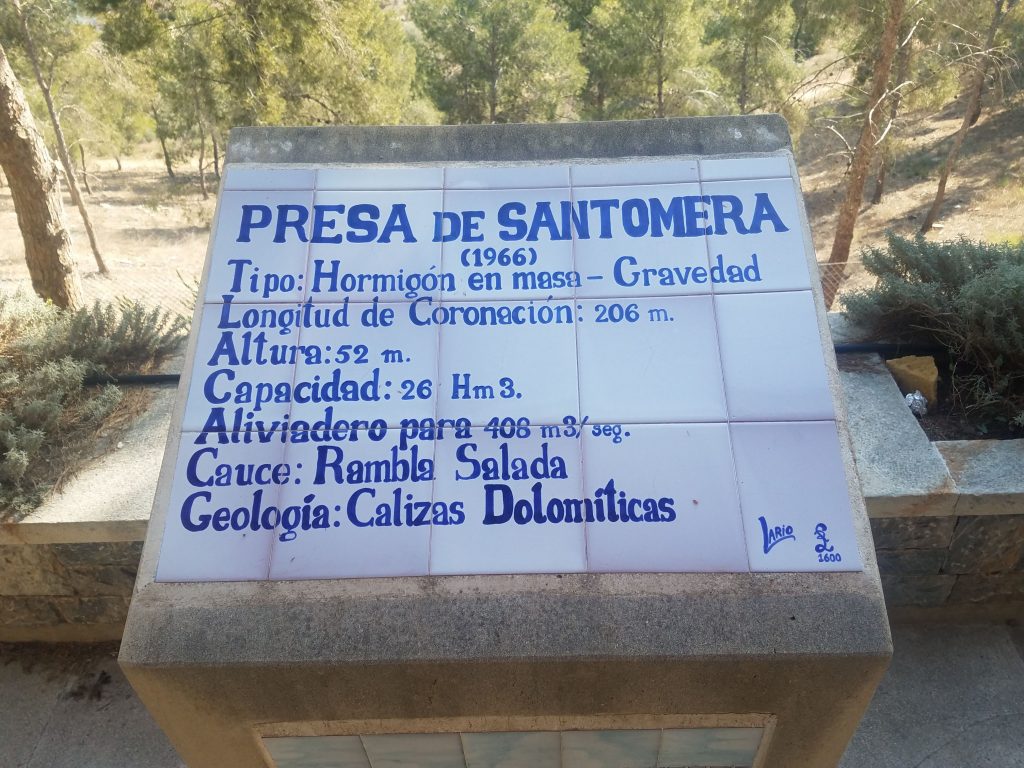 PRESA DE SANTOMERA
(1966)
Tipo: Hormigón en masa - Gravedad
Longitud de Coronación: 206 m.
Altura: 52 m.
Capacidad: 26 Hm3.
Aliviadero para 408 m3/seg.
Cauce: Rambla Salada
Geología: Calizas Dolomíticas
LARIO
1600